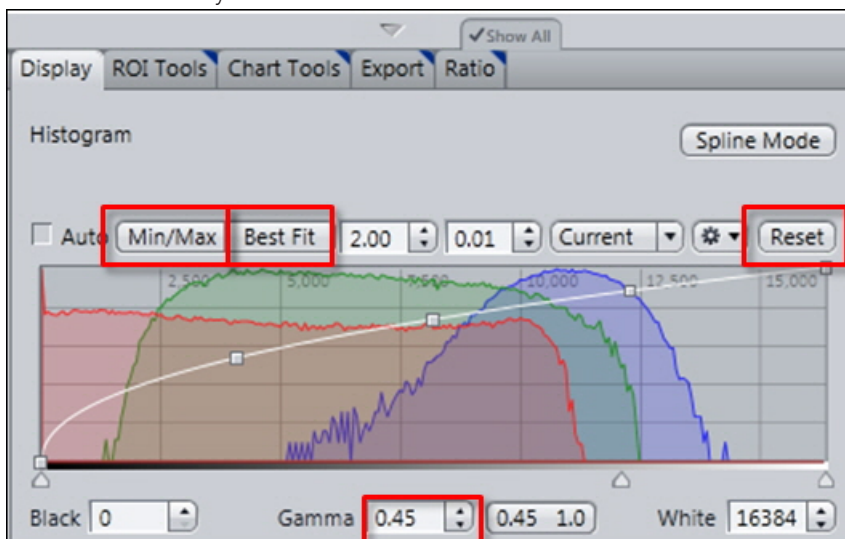 Show All
Display ROI Tools Chart Tools Export Ratio
Histogram Spline Mode
Auto Min/Max Best Fit 2.00 0.01 Current Reset
2,500 5,000 7,500 10,000 12,500 15,000
Black 0 Gamma 0.45 0.45 1.0 White 16384